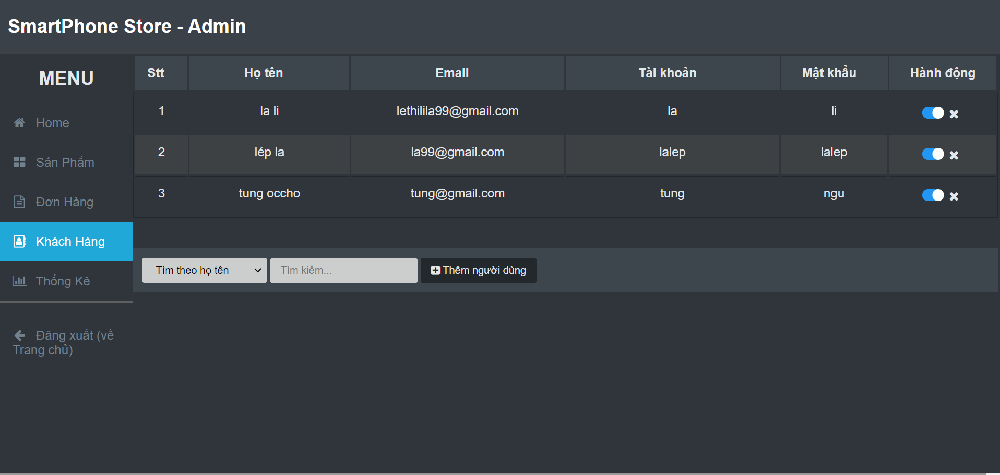 SmartPhone Store - Admin
MENU
Home
Sản Phẩm
Đơn Hàng
Khách Hàng
Thống Kê
Đăng xuất (về
Trang chủ)
Stt Họ tên Email Tài khoản Mật khẩu Hành động
1 la li lethilila99@gmail.com la li
2 lép la la99@gmail.com lalep lalep
3 tung occho tung@gmail.com tung ngu
Tìm theo họ tên Tìm kiếm... Thêm người dùng